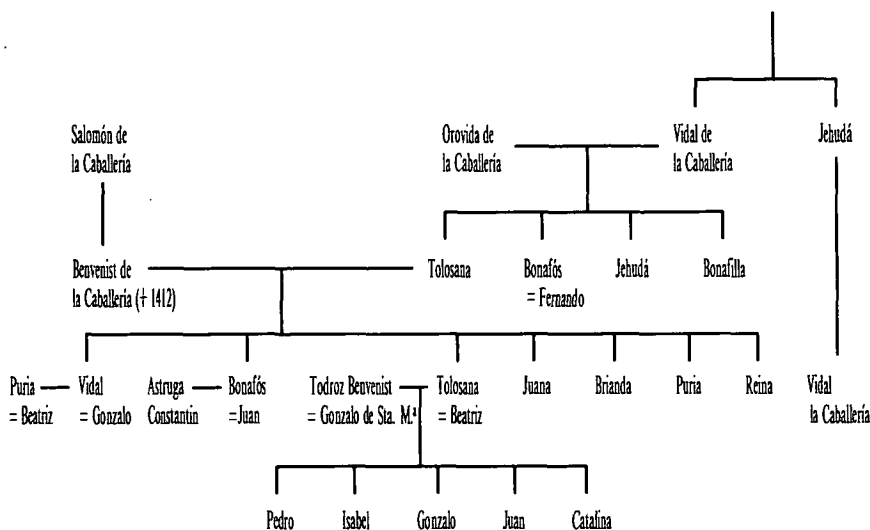 Salomón de
la Caballería
Orovida de
la Caballería
Vidal de
la Caballería
Jehudá
Benvenist de
la Caballería († 1412)
Tolosana
Bonafós
= Fernando
Jehudá
Bonafilla
Puria
= Beatriz
Vidal
= Gonzalo
Astruga
Constantin
Bonafós
=Juan
Todroz Benvenist
= Gonzalo de Sta. M.ª
Tolosana
= Beatriz
Juana
Brianda
Puria
Reina
Vidal
la Caballería
Pedro
Isabel
Gonzalo
Juan
Catalina